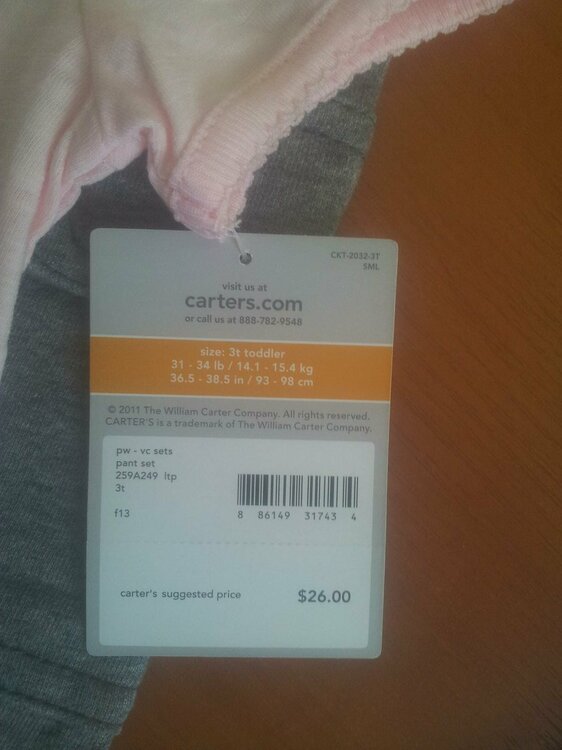 CKT-2032-3T
SML
visit us at
carters.com
or call us at 888-782-9548
size: 3t toddler
31 - 34 lb / 14.1 - 15.4 kg
36.5 - 38.5 in / 93 - 98 cm
© 2011 The William Carter Company. All rights reserved.
CARTER'S is a trademark of The William Carter Company.
pw - vc sets
pant set
259A249 ltp
3t
f13
8 86149 31743 4
carter's suggested price $26.00